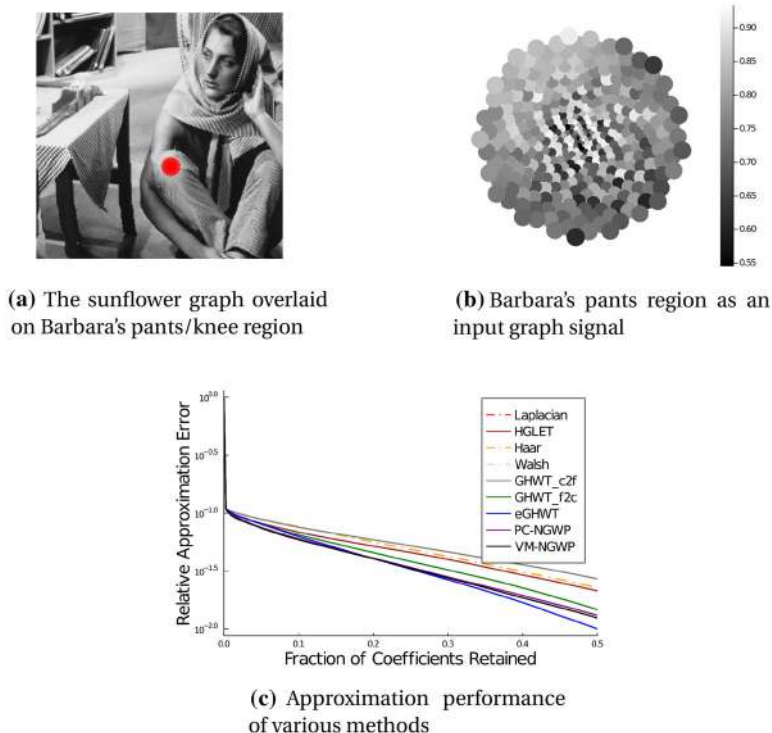 (a) The sunflower graph overlaid
on Barbara's pants/knee region
0.90
0.85
0.80
0.75
0.70
0.65
0.60
0.55
(b) Barbara's pants region as an
input graph signal
Relative Approximation Error
10^0.0
10^-0.5
10^-1.0
10^-1.5
10^-2.0
Laplacian
HGLET
Haar
Walsh
GHWT_c2f
GHWT_f2c
eGHWT
PC-NGWP
VM-NGWP
0.0 0.1 0.2 0.3 0.4 0.5
Fraction of Coefficients Retained
(c) Approximation performance
of various methods